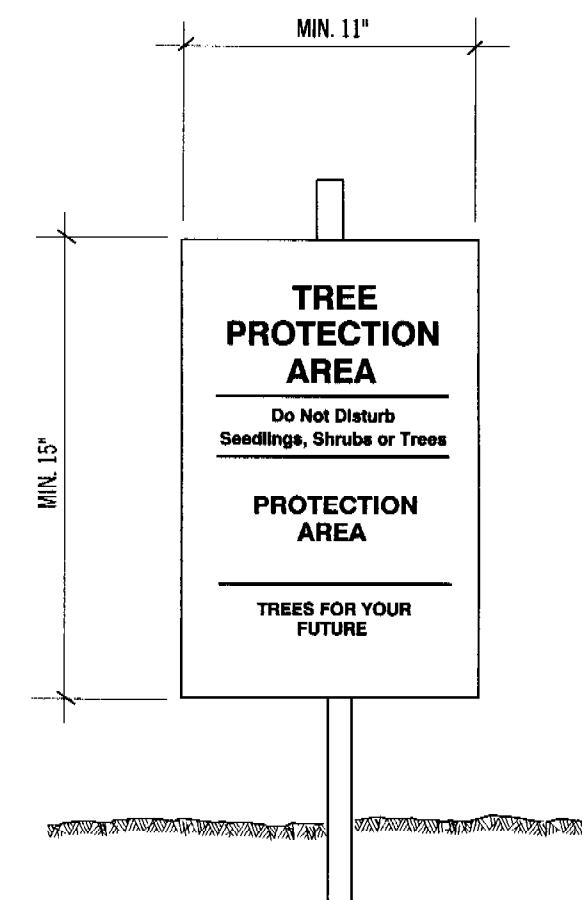 MIN. 11"
TREE
PROTECTION
AREA
Do Not Disturb
Seedlings, Shrubs or Trees
MIN. 15"
PROTECTION
AREA
TREES FOR YOUR
FUTURE